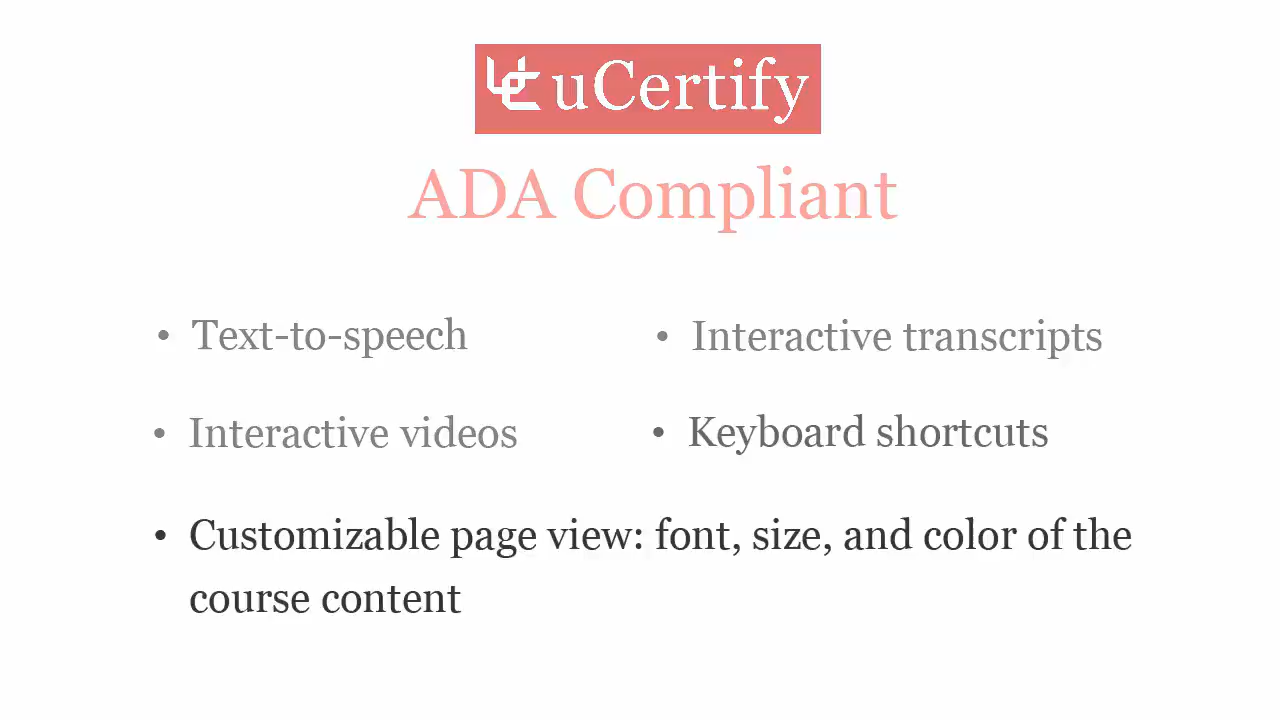 uCertify
ADA Compliant
• Text-to-speech
• Interactive transcripts
• Interactive videos
• Keyboard shortcuts
• Customizable page view: font, size, and color of the
course content